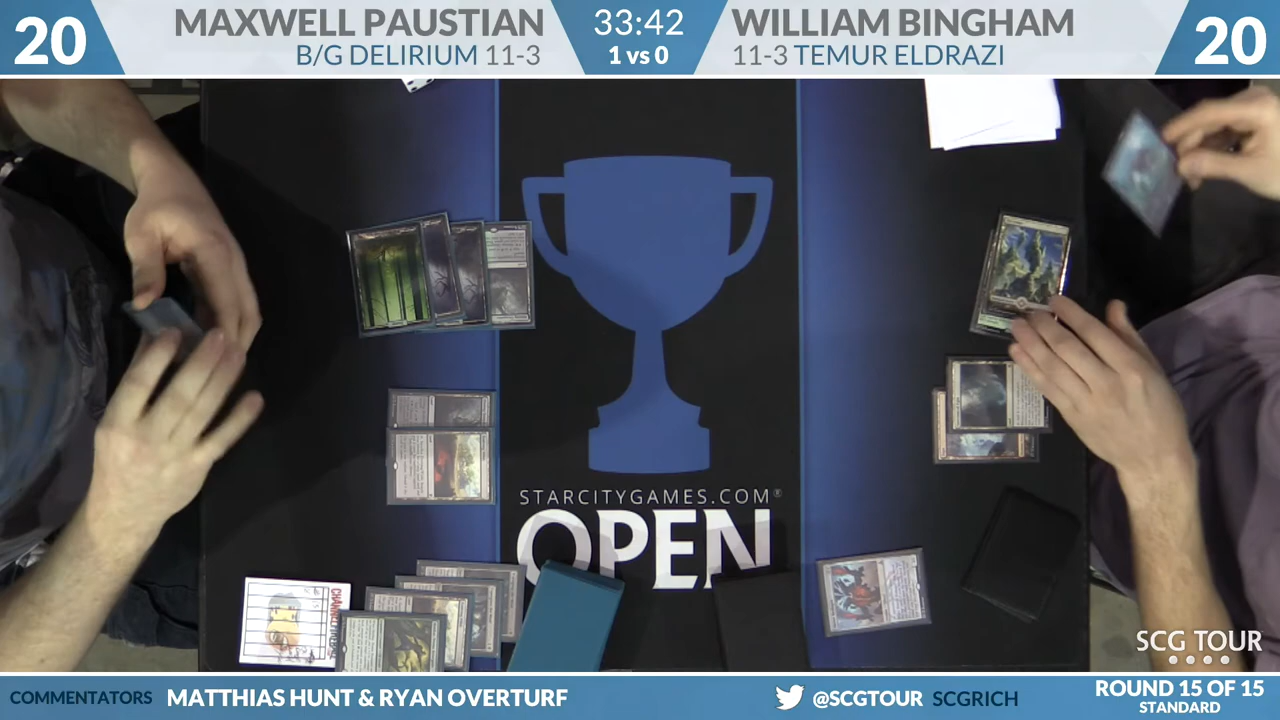 20
MAXWELL PAUSTIAN
B/G DELIRIUM 11-3
33:42
1 vs 0
WILLIAM BINGHAM
11-3 TEMUR ELDRAZI
20
STARCITYGAMES.COM®
OPEN
SCG TOUR
COMMENTATORS MATTHIAS HUNT & RYAN OVERTURF
@SCGTOUR SCGRICH
ROUND 15 OF 15
STANDARD